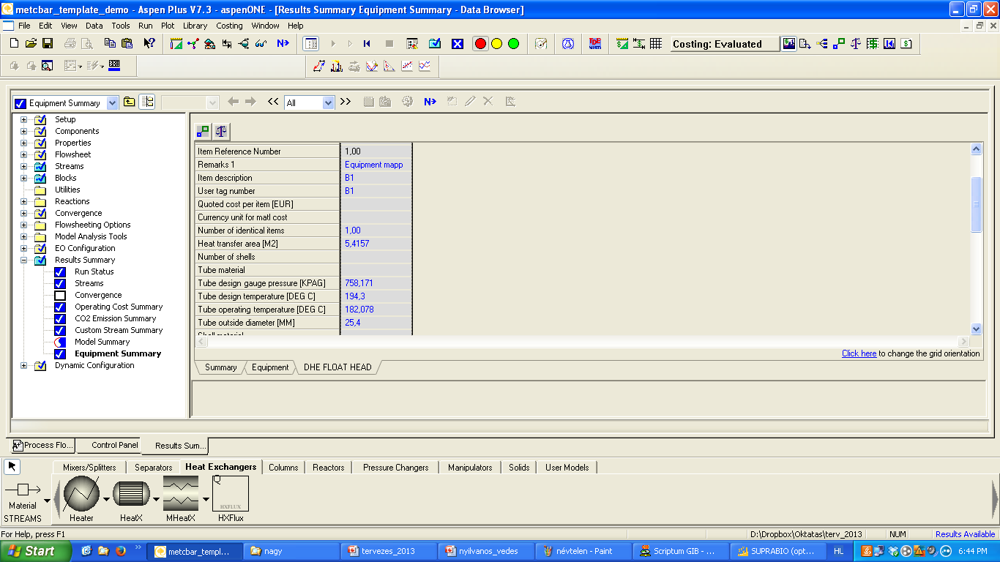 metcbar_template_demo - Aspen Plus V7.3 - aspenONE - [Results Summary Equipment Summary - Data Browser]
File Edit View Data Tools Run Plot Library Costing Window Help
Costing: Evaluated
Equipment Summary
<< All >>
Setup
Components
Properties
Flowsheet
Streams
Blocks
Utilities
Reactions
Convergence
Flowsheeting Options
Model Analysis Tools
EO Configuration
Results Summary
Run Status
Streams
Convergence
Operating Cost Summary
CO2 Emission Summary
Custom Stream Summary
Model Summary
Equipment Summary
Dynamic Configuration
Item Reference Number 1,00
Remarks 1 Equipment mapp
Item description B1
User tag number B1
Quoted cost per item [EUR]
Currency unit for matl cost
Number of identical items 1,00
Heat transfer area [M2] 5,4157
Number of shells
Tube material
Tube design gauge pressure [KPAG] 758,171
Tube design temperature [DEG C] 194,3
Tube operating temperature [DEG C] 182,078
Tube outside diameter [MM] 25,4
Click here to change the grid orientation
Summary Equipment DHE FLOAT HEAD
Process Flo... Control Panel Results Sum...
Mixers/Splitters Separators Heat Exchangers Columns Reactors Pressure Changers Manipulators Solids User Models
Q
HXFLUX
Material
STREAMS
Heater HeatX MHeatX HXFlux
For Help, press F1
D:\Dropbox\Oktatas\terv_2013 NUM Results Available
Start metcbar_templ... nagy tervezes_2013 nyilvanos_vedes névtelen - Paint Scriptum GIB - ... SUPRABIO (opt... HL 6:44 PM